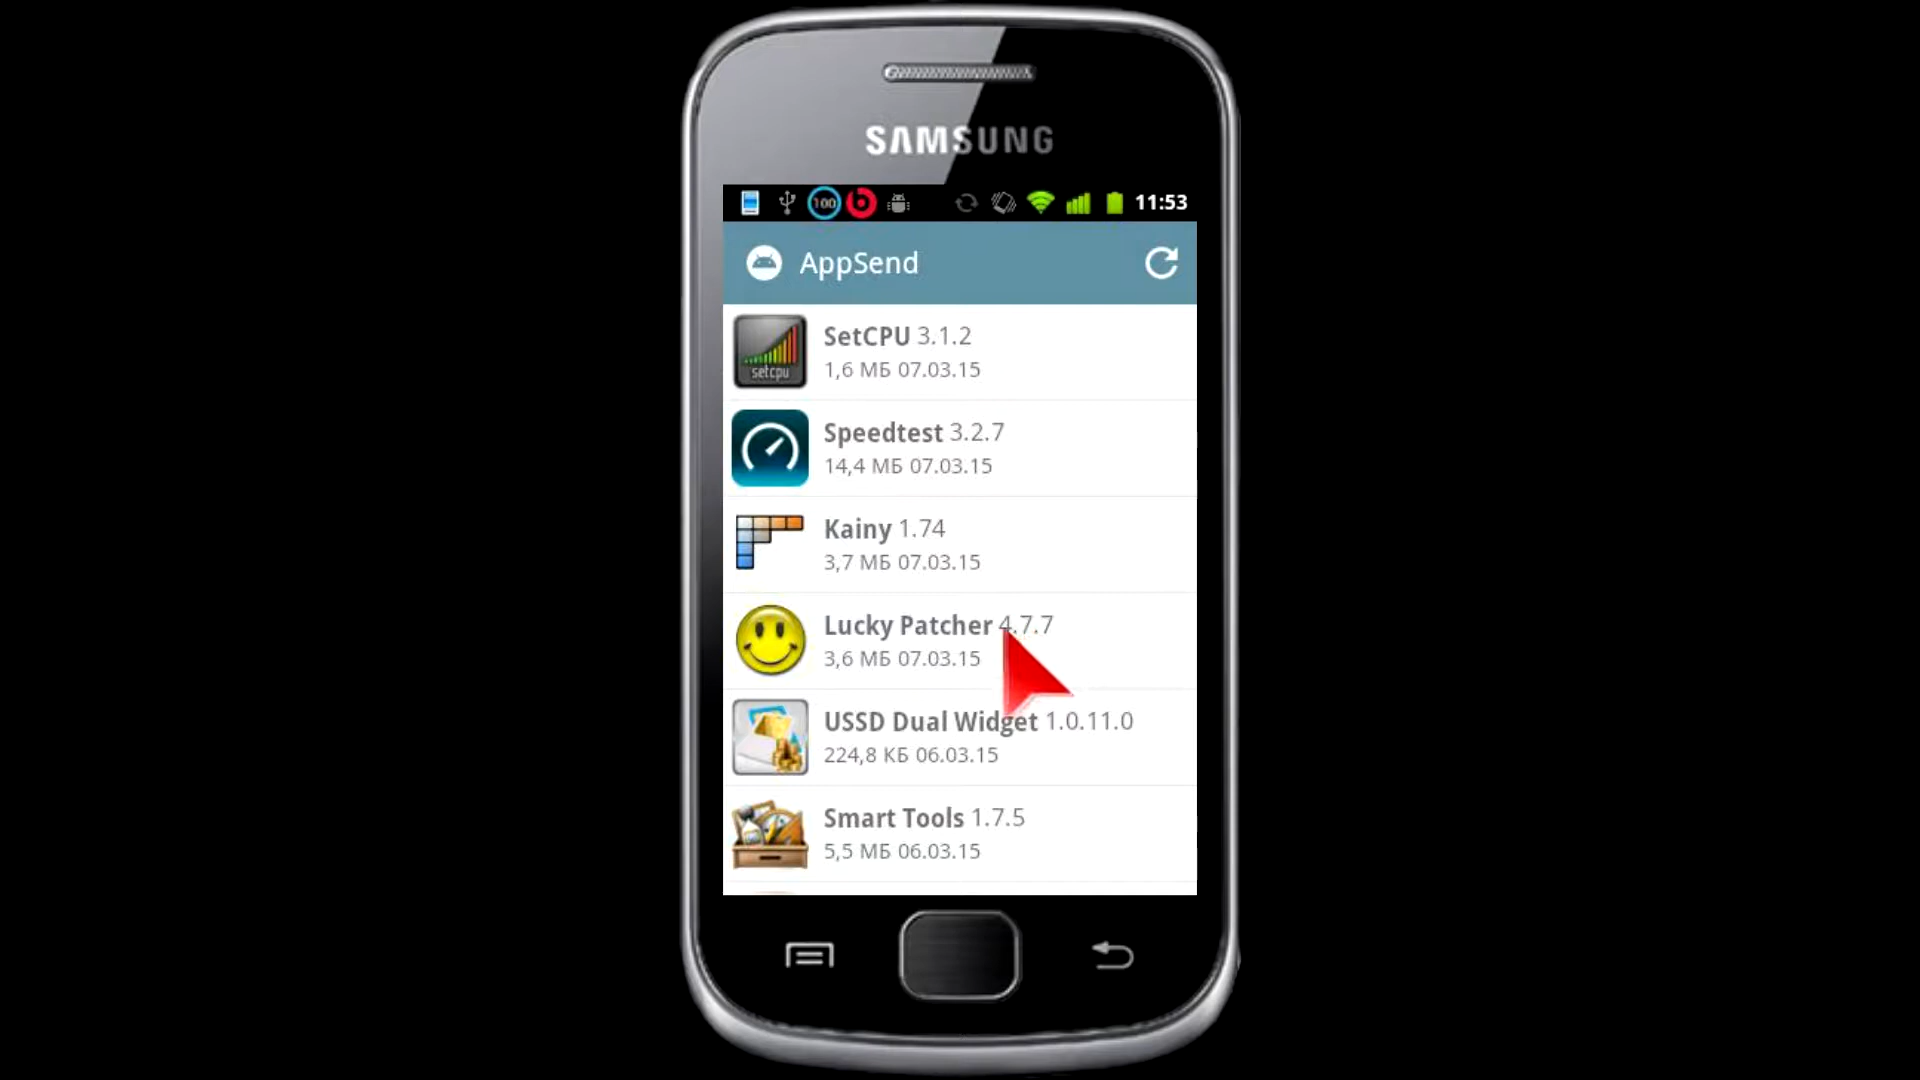 SAMSUNG
100 11:53
AppSend
SetCPU 3.1.2
1,6 МБ 07.03.15
setcpu
Speedtest 3.2.7
14,4 МБ 07.03.15
Kainy 1.74
3,7 МБ 07.03.15
Lucky Patcher 4.7.7
3,6 МБ 07.03.15
USSD Dual Widget 1.0.11.0
224,8 КБ 06.03.15
Smart Tools 1.7.5
5,5 МБ 06.03.15